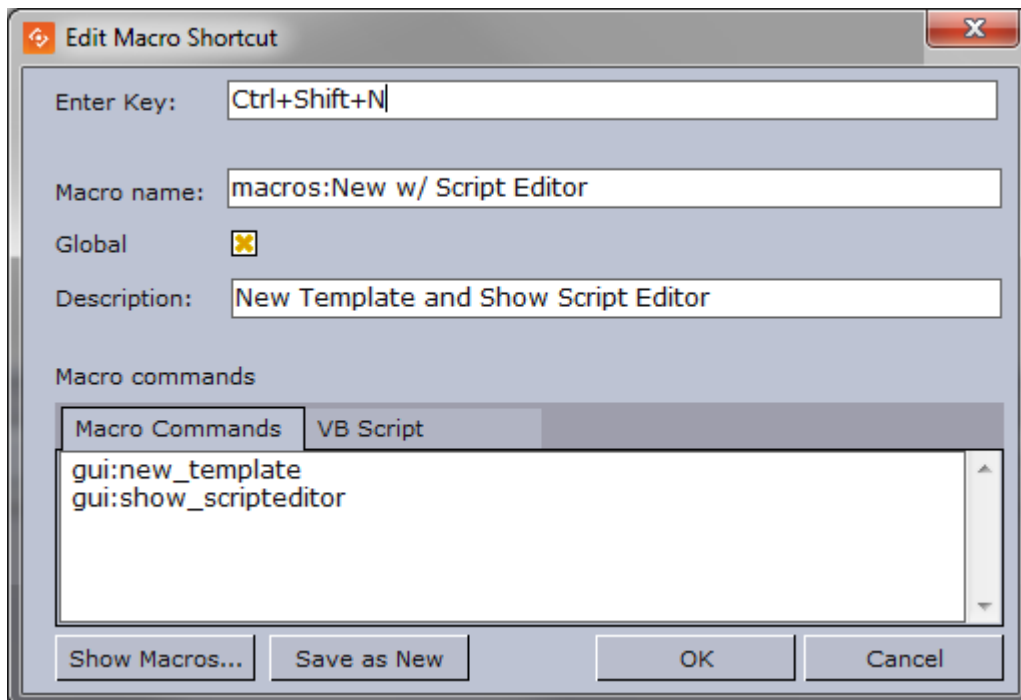 Edit Macro Shortcut
Enter Key: Ctrl+Shift+N
Macro name: macros:New w/ Script Editor
Global
Description: New Template and Show Script Editor
Macro commands
Macro Commands VB Script
gui:new_template
gui:show_scripteditor
Show Macros... Save as New OK Cancel